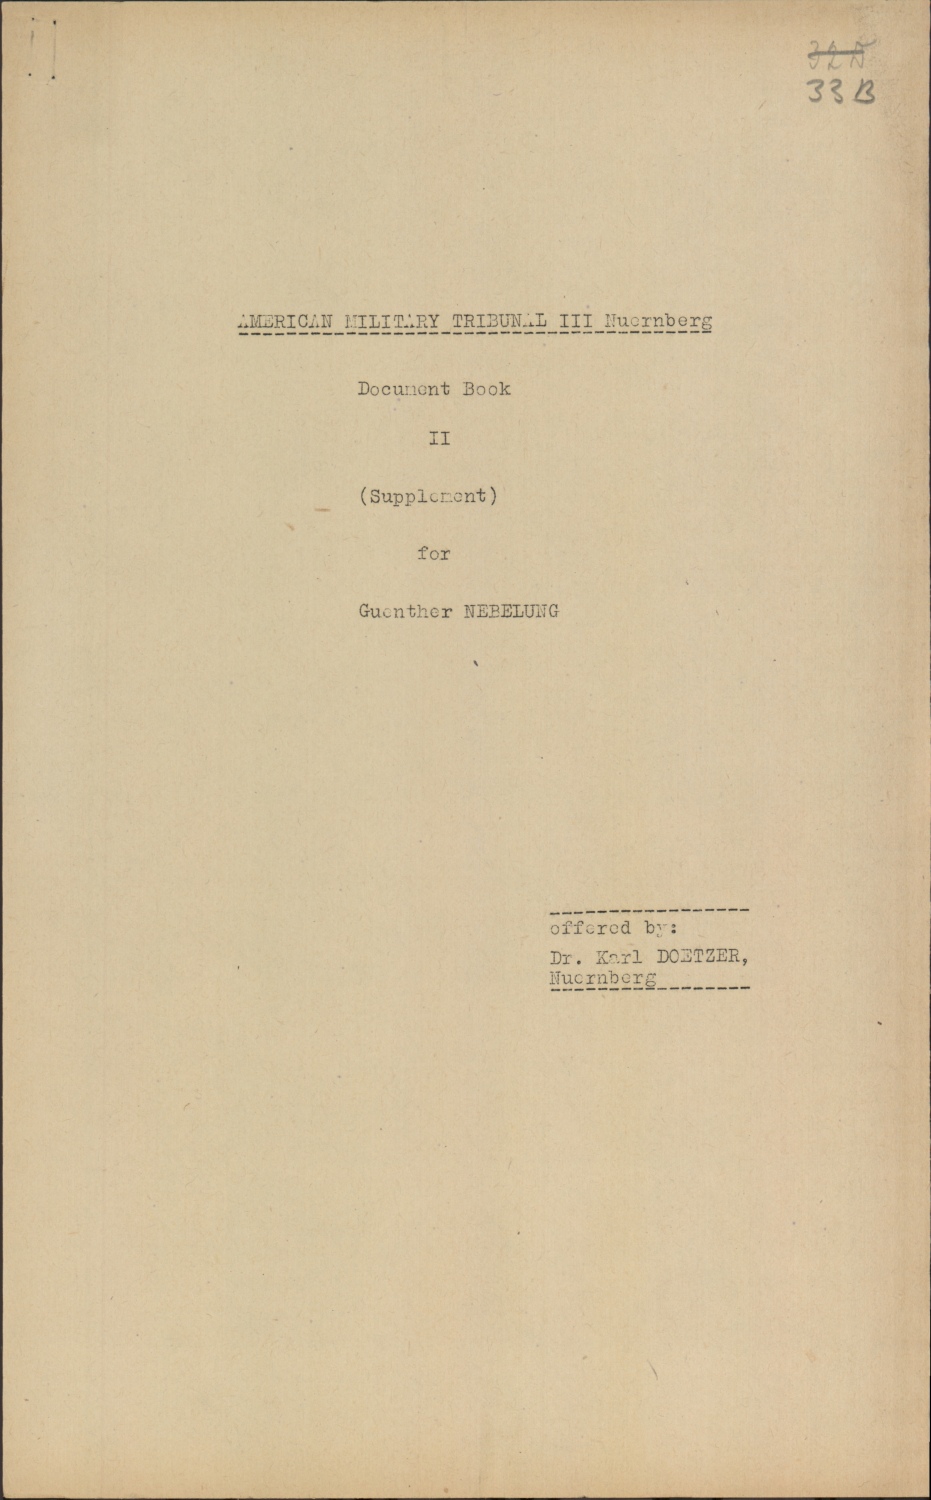 33 B
AMERICAN MILITARY TRIBUNAL III Nuernberg
Document Book
II
(Supplement)
for
Guenther NEBELUNG
offered by:
Dr. Karl DOETZER,
Nuernberg